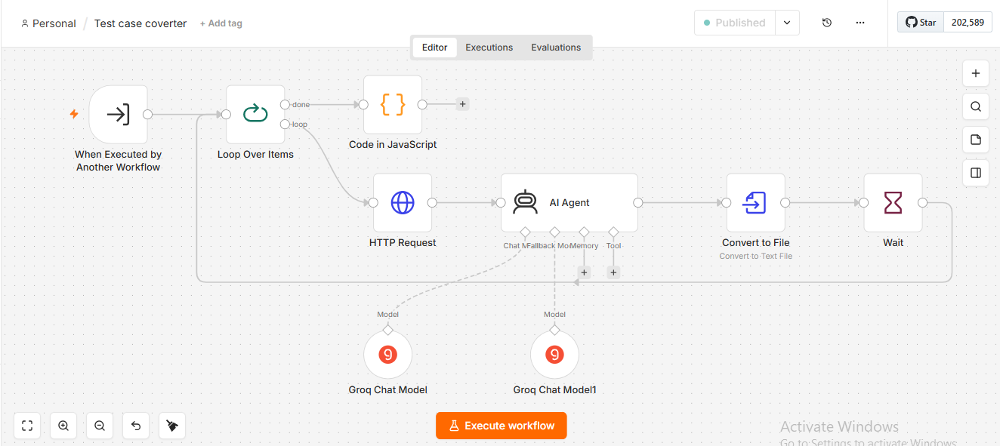 Personal / Test case coverter + Add tag
Published
Star 202,589
Editor Executions Evaluations
done
loop
Code in JavaScript
When Executed by
Another Workflow
Loop Over Items
AI Agent
HTTP Request
Chat M Fallback Mo Memory Tool
Convert to File
Convert to Text File
Wait
Model
Model
Groq Chat Model
Groq Chat Model1
Execute workflow
Activate Windows
Go to Settings to activate Windows.